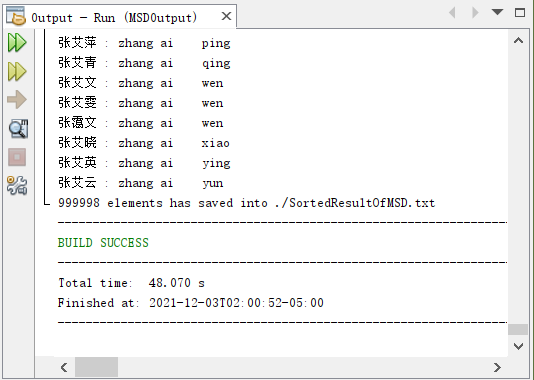 Output – Run (MSDOutput)
张艾萍 : zhang ai    ping
张艾青 : zhang ai    qing
张艾文 : zhang ai    wen
张艾雯 : zhang ai    wen
张霭文 : zhang ai    wen
张艾晓 : zhang ai    xiao
张艾英 : zhang ai    ying
张艾云 : zhang ai    yun
999998 elements has saved into ./SortedResultOfMSD.txt
------------------------------------------------------------------------
BUILD SUCCESS
------------------------------------------------------------------------
Total time:  48.070 s
Finished at: 2021-12-03T02:00:52-05:00
------------------------------------------------------------------------